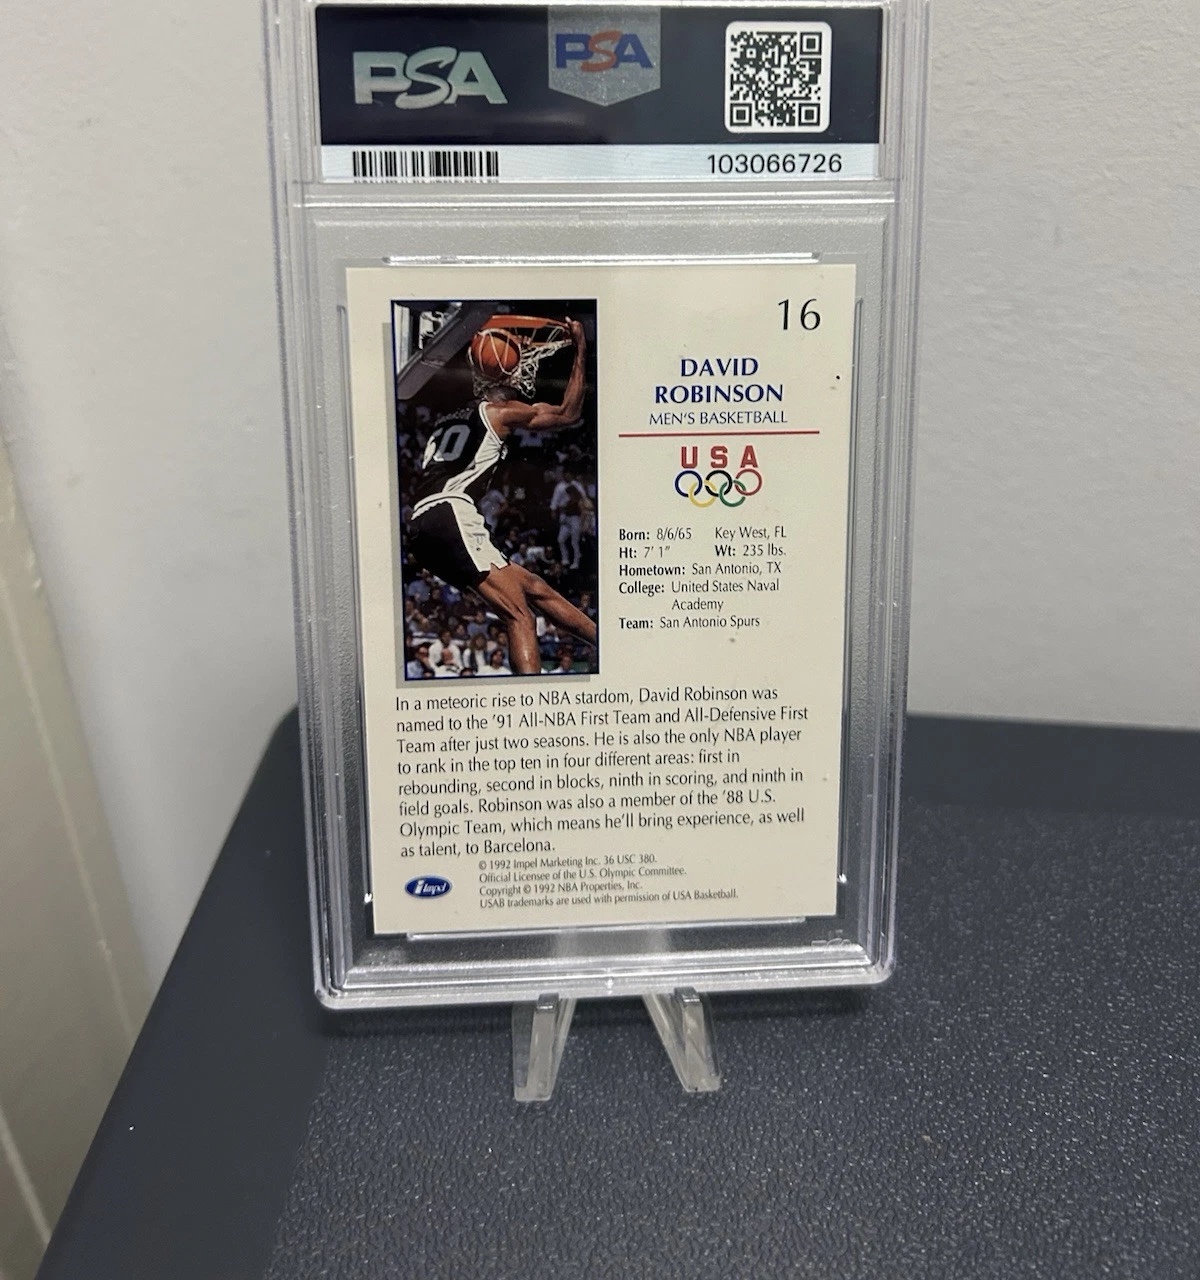 PSA PSA
103066726
16
DAVID
ROBINSON
MEN'S BASKETBALL
USA
50
Born: 8/6/65 Key West, FL
Ht: 7' 1" Wt: 235 lbs.
Hometown: San Antonio, TX
College: United States Naval
Academy
Team: San Antonio Spurs
In a meteoric rise to NBA stardom, David Robinson was
named to the '91 All-NBA First Team and All-Defensive First
Team after just two seasons. He is also the only NBA player
to rank in the top ten in four different areas: first in
rebounding, second in blocks, ninth in scoring, and ninth in
field goals. Robinson was also a member of the '88 U.S.
Olympic Team, which means he'll bring experience, as well
as talent, to Barcelona.
Impel
© 1992 Impel Marketing Inc. 36 USC 380.
Official Licensee of the U.S. Olympic Committee.
Copyright © 1992 NBA Properties, Inc.
USAB trademarks are used with permission of USA Basketball.